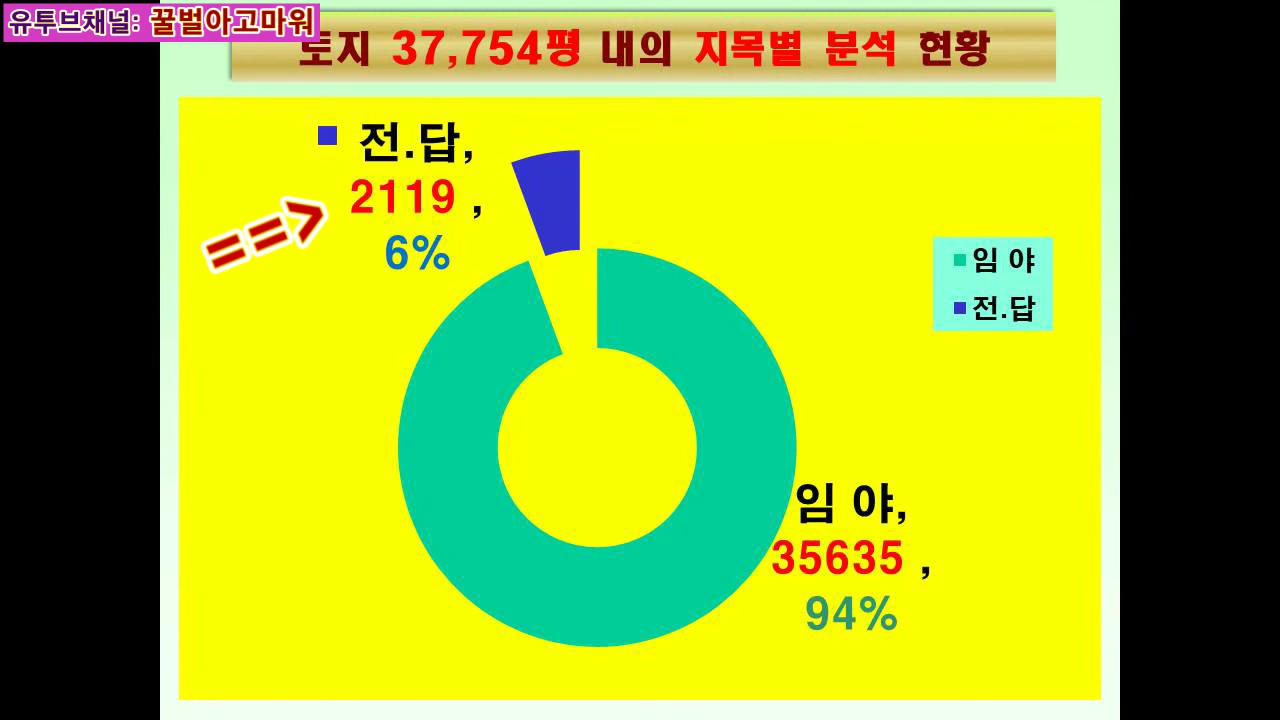 유투브채널: 꿀벌아고마워
토지 37,754평 내의 지목별 분석 현황
전.답,
2119 ,
6%
==>
임 야
전.답
임 야,
35635 ,
94%